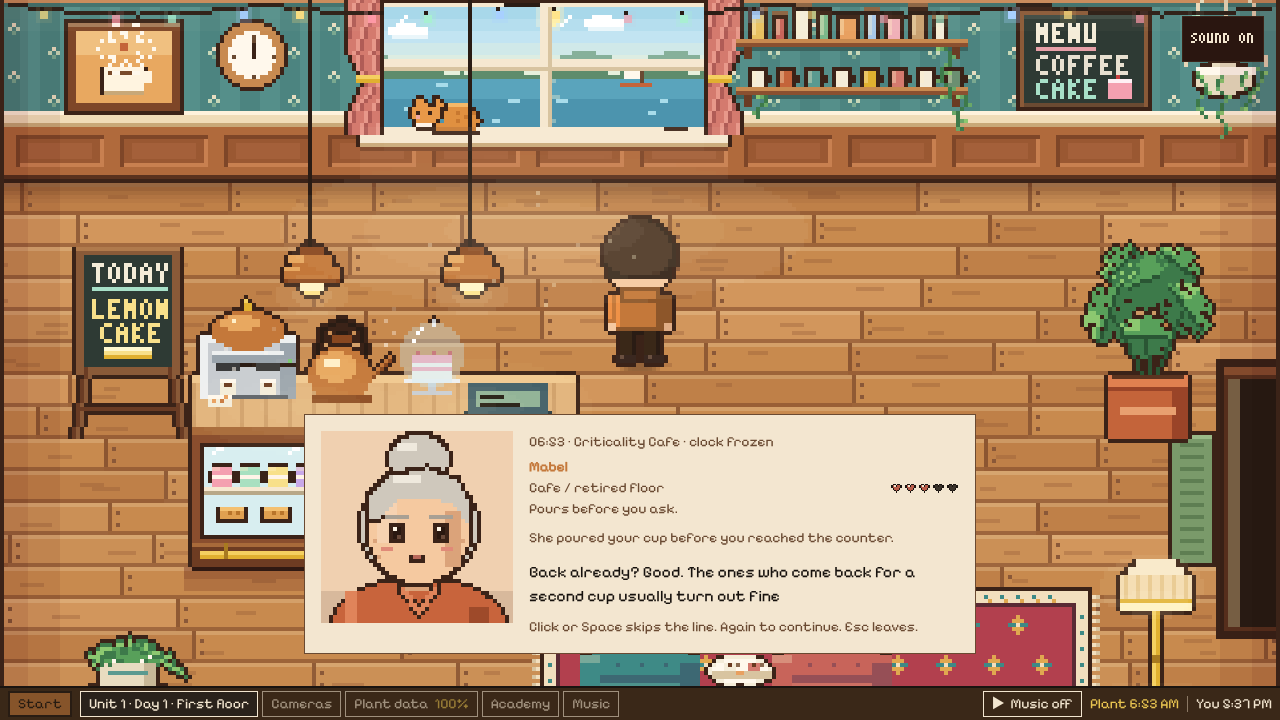 MENU
COFFEE
CAKE
SOUND ON
TODAY
LEMON
CAKE
06:53 · Criticality Cafe · clock frozen
Mabel
Cafe / retired floor
Pours before you ask.
She poured your cup before you reached the counter.
Back already? Good. The ones who come back for a
second cup usually turn out fine
Click or Space skips the line. Again to continue. Esc leaves.
Start
Unit 1 · Day 1 · First floor
Cameras
Plant data 100%
Academy
Music
▶ Music off
Plant 6:53 AM
You 8:37 PM